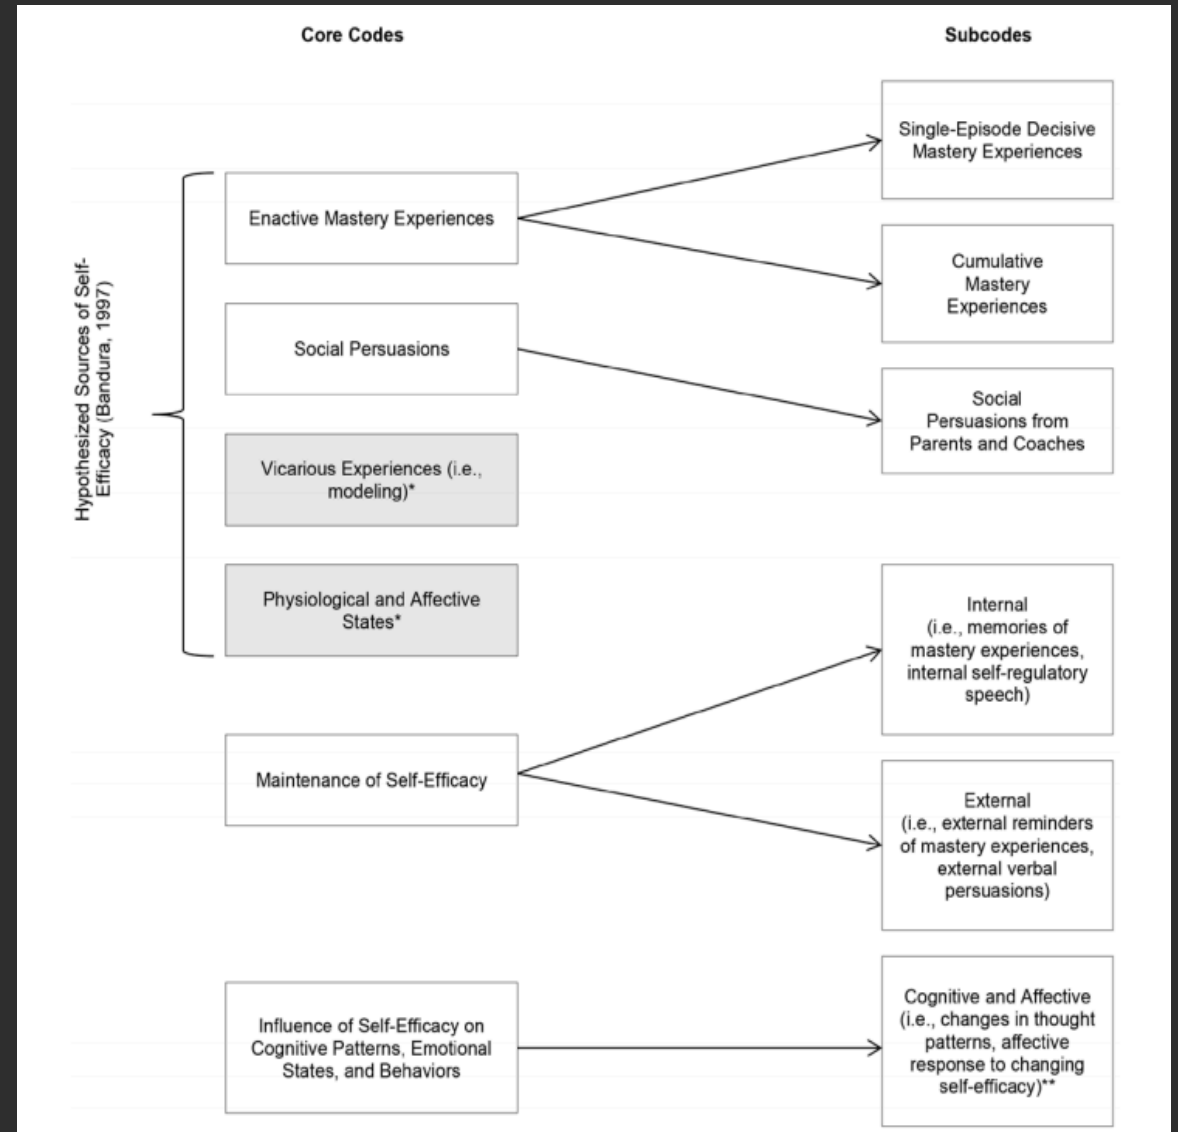 Core Codes
Subcodes
Hypothesized Sources of Self-
Efficacy (Bandura, 1997)
Enactive Mastery Experiences
Single-Episode Decisive
Mastery Experiences
Cumulative
Mastery
Experiences
Social Persuasions
Social
Persuasions from
Parents and Coaches
Vicarious Experiences (i.e.,
modeling)*
Physiological and Affective
States*
Maintenance of Self-Efficacy
Internal
(i.e., memories of
mastery experiences,
internal self-regulatory
speech)
External
(i.e., external reminders
of mastery experiences,
external verbal
persuasions)
Influence of Self-Efficacy on
Cognitive Patterns, Emotional
States, and Behaviors
Cognitive and Affective
(i.e., changes in thought
patterns, affective
response to changing
self-efficacy)**